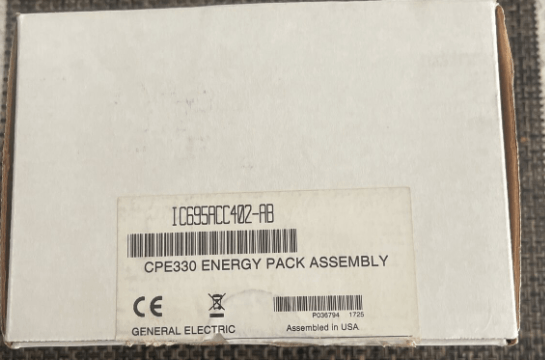 IC695ACC402-AB
CPE330 ENERGY PACK ASSEMBLY
CE
P036794 1725
GENERAL ELECTRIC
Assembled in USA